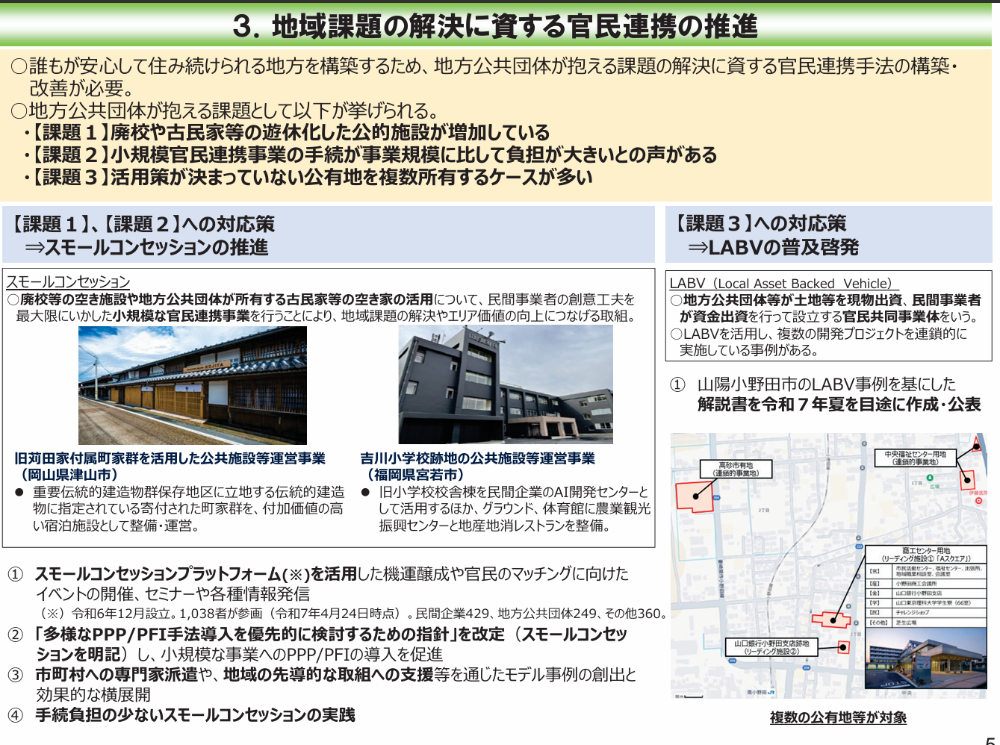 ３．地域課題の解決に資する官民連携の推進
○誰もが安心して住み続けられる地方を構築するため、地方公共団体が抱える課題の解決に資する官民連携手法の構築・
改善が必要。
○地方公共団体が抱える課題として以下が挙げられる。
・【課題１】廃校や古民家等の遊休化した公的施設が増加している
・【課題２】小規模官民連携事業の手続が事業規模に比して負担が大きいとの声がある
・【課題３】活用策が決まっていない公有地を複数所有するケースが多い
【課題１】、【課題２】への対応策
⇒スモールコンセッションの推進
スモールコンセッション
○廃校等の空き施設や地方公共団体が所有する古民家等の空き家の活用について、民間事業者の創意工夫を
最大限にいかした小規模な官民連携事業を行うことにより、地域課題の解決やエリア価値の向上につなげる取組。
KOJIYA
旧苅田家付属町家群を活用した公共施設等運営事業
（岡山県津山市）
● 重要伝統的建造物群保存地区に立地する伝統的建造
物に指定されている寄付された町家群を、付加価値の高
い宿泊施設として整備・運営。
吉川小学校跡地の公共施設等運営事業
（福岡県宮若市）
● 旧小学校校舎棟を民間企業のAI開発センターと
して活用するほか、グラウンド、体育館に農業観光
振興センターと地産地消レストランを整備。
① スモールコンセッションプラットフォーム(※)を活用した機運醸成や官民のマッチングに向けた
イベントの開催、セミナーや各種情報発信
（※）令和6年12月設立。1,038者が参画（令和7年4月24日時点）。民間企業429、地方公共団体249、その他360。
② 「多様なPPP/PFI手法導入を優先的に検討するための指針」を改定（スモールコンセッ
ションを明記）し、小規模な事業へのPPP/PFIの導入を促進
③ 市町村への専門家派遣や、地域の先導的な取組への支援等を通じたモデル事例の創出と
効果的な横展開
④ 手続負担の少ないスモールコンセッションの実践
【課題３】への対応策
⇒LABVの普及啓発
LABV（Local Asset Backed Vehicle）
○地方公共団体等が土地等を現物出資、民間事業者
が資金出資を行って設立する官民共同事業体をいう。
○LABVを活用し、複数の開発プロジェクトを連鎖的に
実施している事例がある。
① 山陽小野田市のLABV事例を基にした
解説書を令和７年夏を目途に作成・公表
高砂市有地
（連鎖的事業地）
中央福祉センター用地
（連鎖的事業地）
1丁目
広場
伊藤医院
2丁目
商工センター用地
（リーディング施設①「Aスクエア」）
【官】 市民活動センター、福祉センター、出張所、
地域職業相談室、会議室
【産】 小野田商工会議所
【金】 山口銀行小野田支店
【学】 山口東京理科大学学生寮（66室）
【民】 チャレンジショップ
【その他】 芝生広場
2丁目
山口銀行小野田支店跡地
（リーディング施設②）
南小野田 JR
中央
複数の公有地等が対象
5